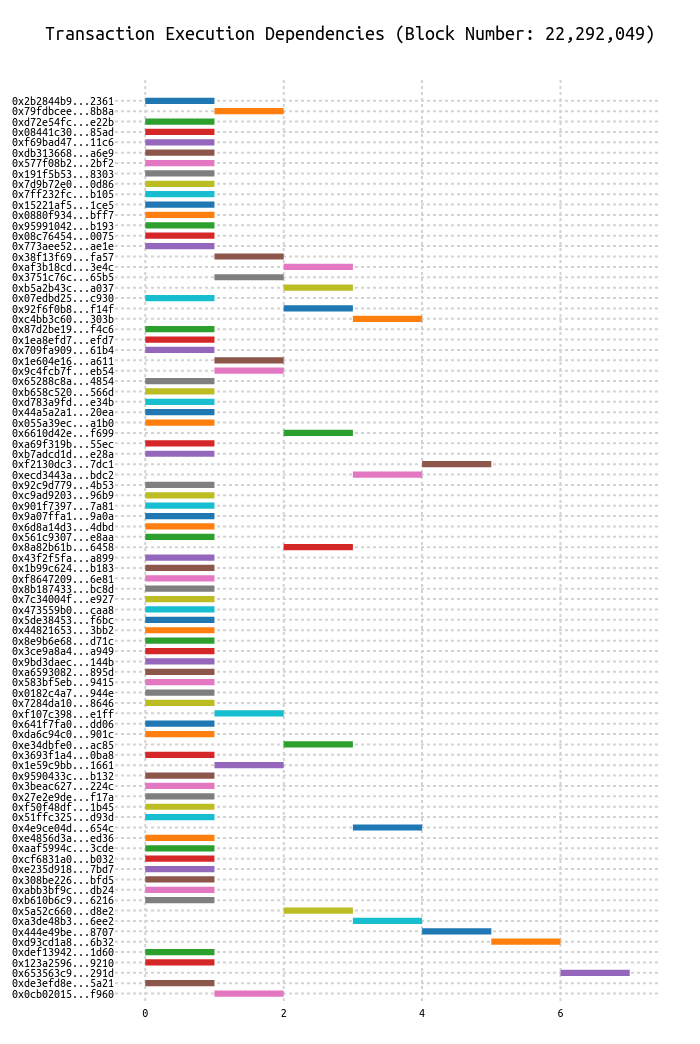 Transaction Execution Dependencies (Block Number: 22,292,049)
0x2b2844b9...2361
0x79fdbcee...8b8a
0xd72e54fc...e22b
0x08441c30...85ad
0xf69bad47...11c6
0xdb313668...a6e9
0x577f08b2...2bf2
0x191f5b53...8303
0x7d9b72e0...0d86
0x7ff232fc...b105
0x15221af5...1ce5
0x0880f934...bff7
0x95991042...b193
0x08c76454...0075
0x773aee52...ae1e
0x38f13f69...fa57
0xaf3b18cd...3e4c
0x3751c76c...65b5
0xb5a2b43c...a037
0x07edbd25...c930
0x92f6f0b8...f14f
0xc4bb3c60...303b
0x87d2be19...f4c6
0x1ea8efd7...efd7
0x709fa909...61b4
0x1e604e16...a611
0x9c4fcb7f...eb54
0x65288c8a...4854
0xb658c520...566d
0xd783a9fd...e34b
0x44a5a2a1...20ea
0x055a39ec...a1b0
0x6610d42e...f699
0xa69f319b...55ec
0xb7adcd1d...e28a
0xf2130dc3...7dc1
0xecd3443a...bdc2
0x92c9d779...4b53
0xc9ad9203...96b9
0x901f7397...7a81
0x9a07ffa1...9a0a
0x6d8a14d3...4dbd
0x561c9307...e8aa
0x8a82b61b...6458
0x43f2f5fa...a899
0x1b99c624...b183
0xf8647209...6e81
0x8b187433...bc8d
0x7c34004f...e927
0x473559b0...caa8
0x5de38453...f6bc
0x44821653...3bb2
0x8e9b6e68...d71c
0x3ce9a8a4...a949
0x9bd3daec...144b
0xa6593082...895d
0x583bf5eb...9415
0x0182c4a7...944e
0x7284da10...8646
0xf107c398...e1ff
0x641f7fa0...dd06
0xda6c94c0...901c
0xe34dbfe0...ac85
0x3693f1a4...0ba8
0x1e59c9bb...1661
0x9590433c...b132
0x3beac627...224c
0x27e2e9de...f17a
0xf50f48df...1b45
0x51ffc325...d93d
0x4e9ce04d...654c
0xe4856d3a...ed36
0xaaf5994c...3cde
0xcf6831a0...b032
0xe235d918...7bd7
0x308be226...bfd5
0xabb3bf9c...db24
0xb610b6c9...6216
0x5a52c660...d8e2
0xa3de48b3...6ee2
0x444e49be...8707
0xd93cd1a8...6b32
0xdef13942...1d60
0x123a2596...9210
0x653563c9...291d
0xde3efd8e...5a21
0x0cb02015...f960
0 2 4 6